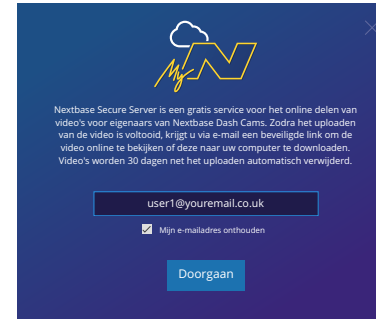 My N
Nextbase Secure Server is een gratis service voor het online delen van
video's voor eigenaars van Nextbase Dash Cams. Zodra het uploaden
van de video is voltooid, krijgt u via e-mail een beveiligde link om de
video online te bekijken of deze naar uw computer te downloaden.
Video's worden 30 dagen net het uploaden automatisch verwijderd.
user1@youremail.co.uk
Mijn e-mailadres onthouden
Doorgaan